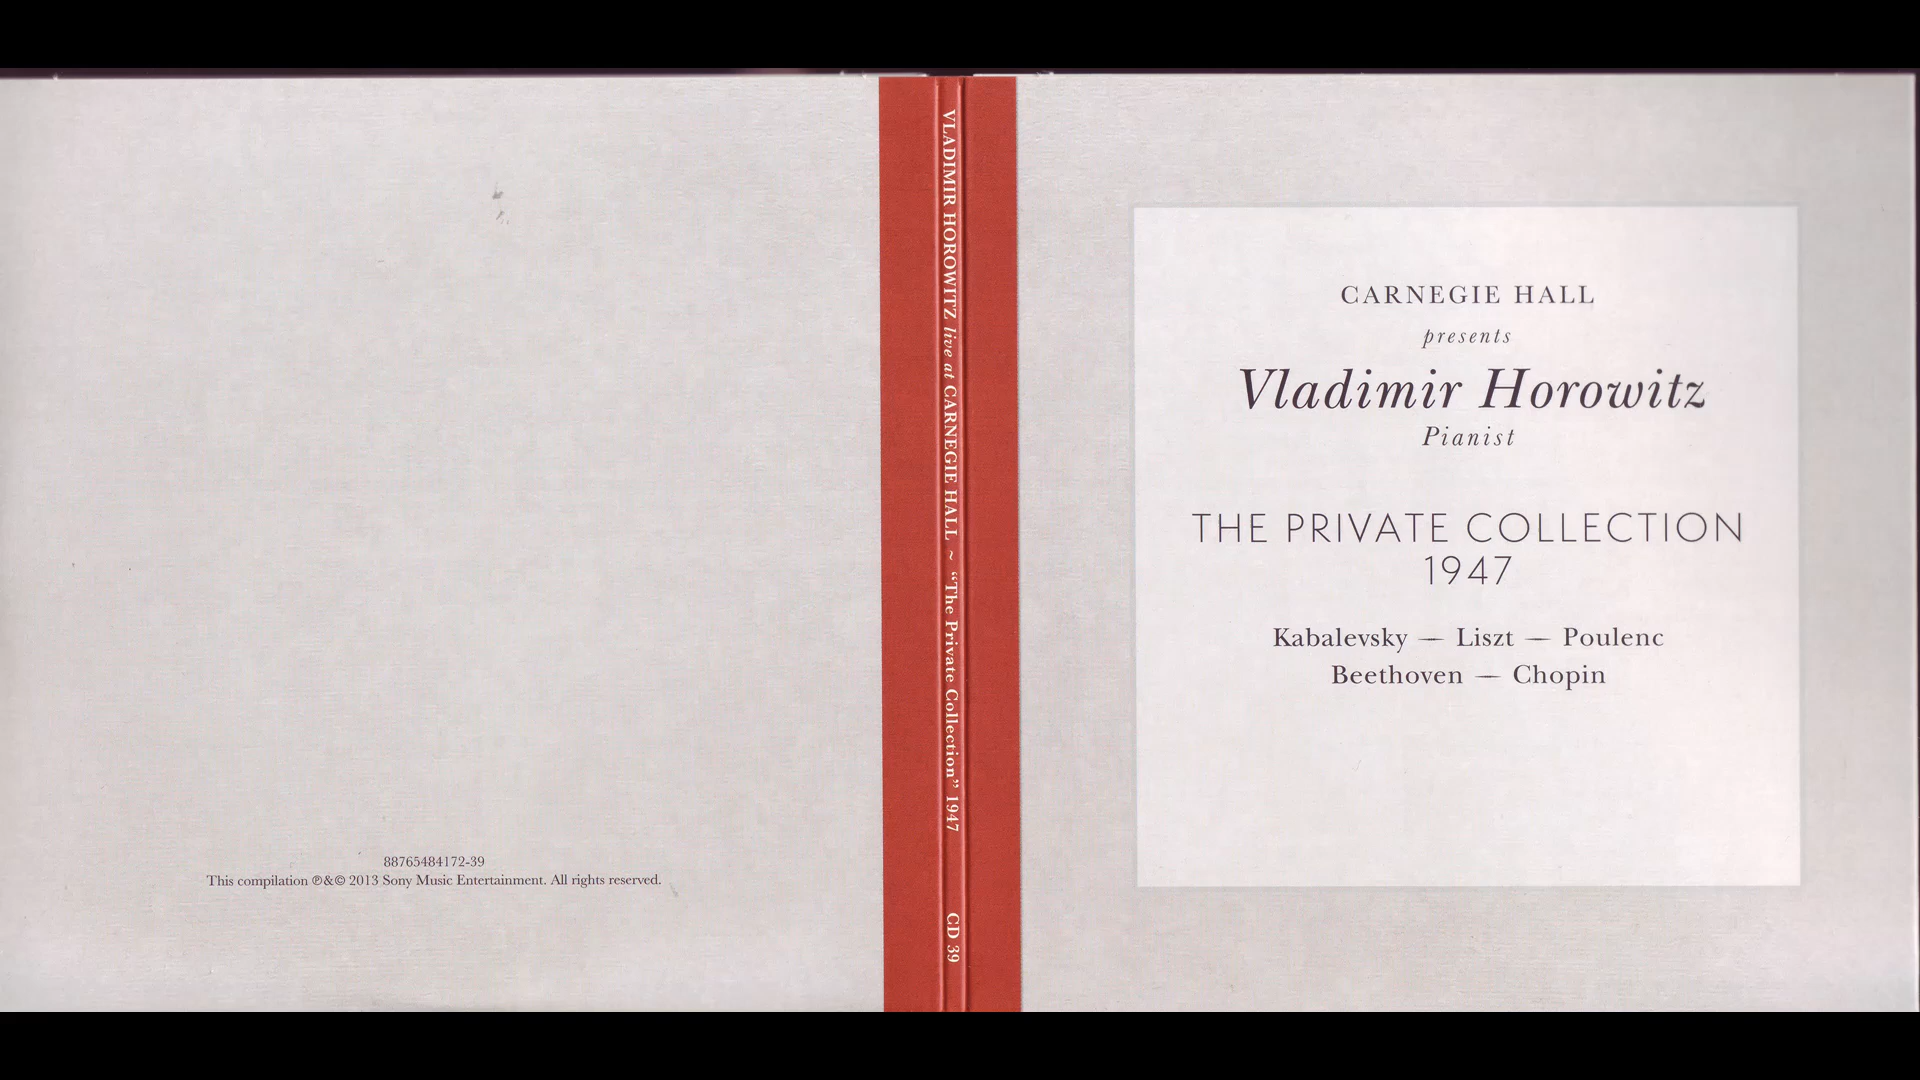 88765484172-39
This compilation ℗&© 2013 Sony Music Entertainment. All rights reserved.
VLADIMIR HOROWITZ live at CARNEGIE HALL ~ “The Private Collection” 1947 CD 39
CARNEGIE HALL
presents
Vladimir Horowitz
Pianist
THE PRIVATE COLLECTION
1947
Kabalevsky — Liszt — Poulenc
Beethoven — Chopin